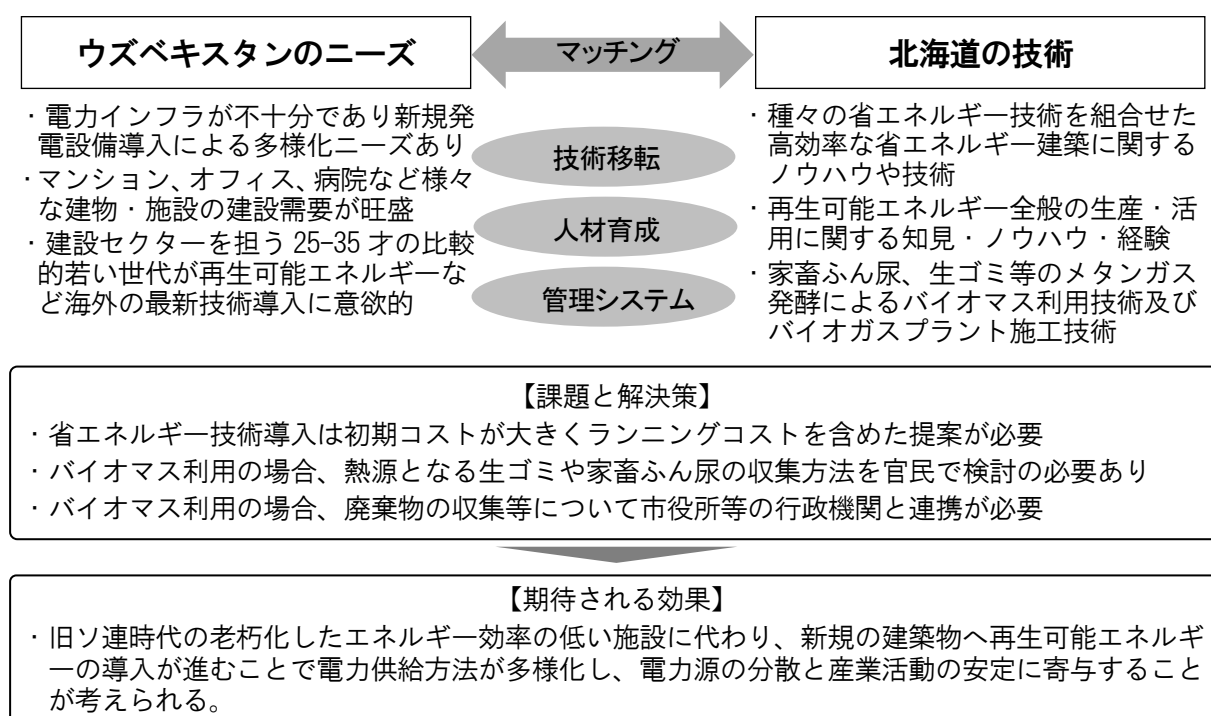 ウズベキスタンのニーズ
マッチング
北海道の技術
・電力インフラが不十分であり新規発
電設備導入による多様化ニーズあり
・マンション、オフィス、病院など様々
な建物・施設の建設需要が旺盛
・建設セクターを担う 25-35 才の比較
的若い世代が再生可能エネルギーな
ど海外の最新技術導入に意欲的
技術移転
人材育成
管理システム
・種々の省エネルギー技術を組合せた
高効率な省エネルギー建築に関する
ノウハウや技術
・再生可能エネルギー全般の生産・活
用に関する知見・ノウハウ・経験
・家畜ふん尿、生ゴミ等のメタンガス
発酵によるバイオマス利用技術及び
バイオガスプラント施工技術
【課題と解決策】
・省エネルギー技術導入は初期コストが大きくランニングコストを含めた提案が必要
・バイオマス利用の場合、熱源となる生ゴミや家畜ふん尿の収集方法を官民で検討の必要あり
・バイオマス利用の場合、廃棄物の収集等について市役所等の行政機関と連携が必要
【期待される効果】
・旧ソ連時代の老朽化したエネルギー効率の低い施設に代わり、新規の建築物へ再生可能エネルギ
ーの導入が進むことで電力供給方法が多様化し、電力源の分散と産業活動の安定に寄与すること
が考えられる。